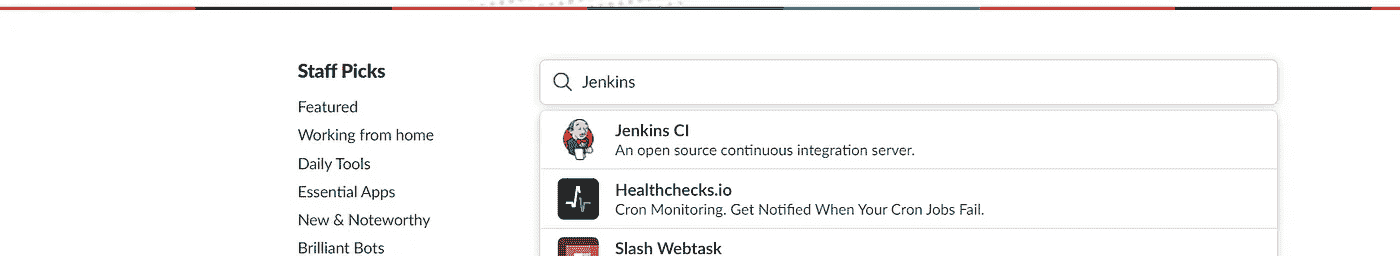 Staff Picks
Featured
Working from home
Daily Tools
Essential Apps
New & Noteworthy
Brilliant Bots
Jenkins
Jenkins CI
An open source continuous integration server.
Healthchecks.io
Cron Monitoring. Get Notified When Your Cron Jobs Fail.
Slash Webtask